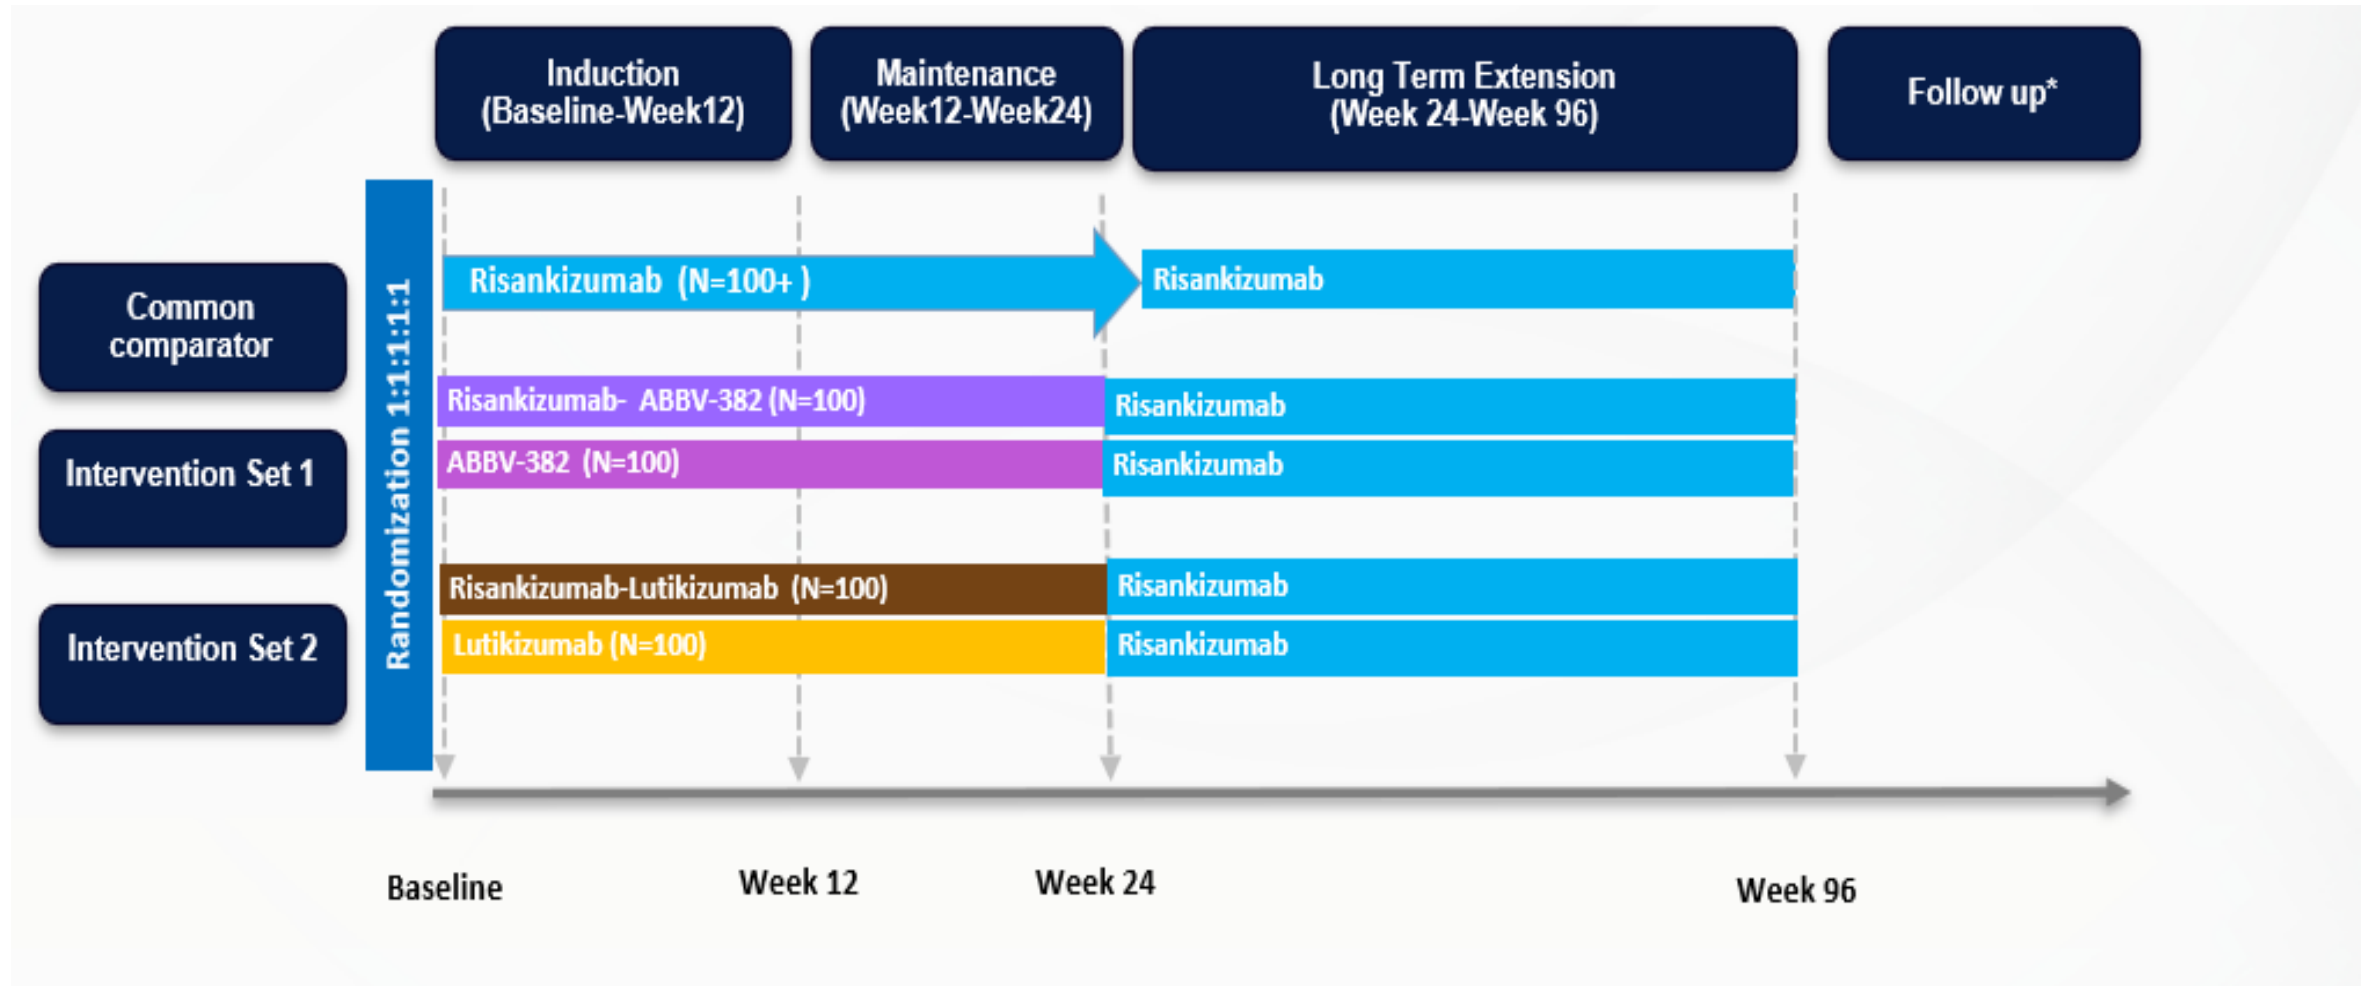 Induction
(Baseline-Week12)
Maintenance
(Week12-Week24)
Long Term Extension
(Week 24-Week 96)
Follow up*
Common
comparator
Intervention Set 1
Intervention Set 2
Randomization 1:1:1:1:1
Risankizumab (N=100+ )
Risankizumab
Risankizumab- ABBV-382 (N=100)
Risankizumab
ABBV-382 (N=100)
Risankizumab
Risankizumab-Lutikizumab (N=100)
Risankizumab
Lutikizumab (N=100)
Risankizumab
Baseline
Week 12
Week 24
Week 96